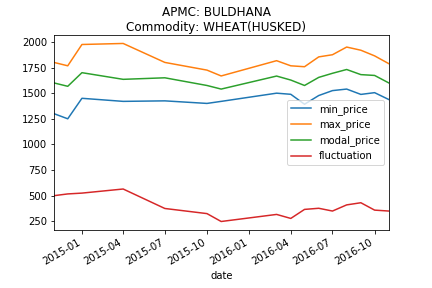 APMC: BULDHANA
Commodity: WHEAT(HUSKED)
2000
1750
1500
1250
1000
750
500
250
min_price
max_price
modal_price
fluctuation
2015-01
2015-04
2015-07
2015-10
2016-01
2016-04
2016-07
2016-10
date